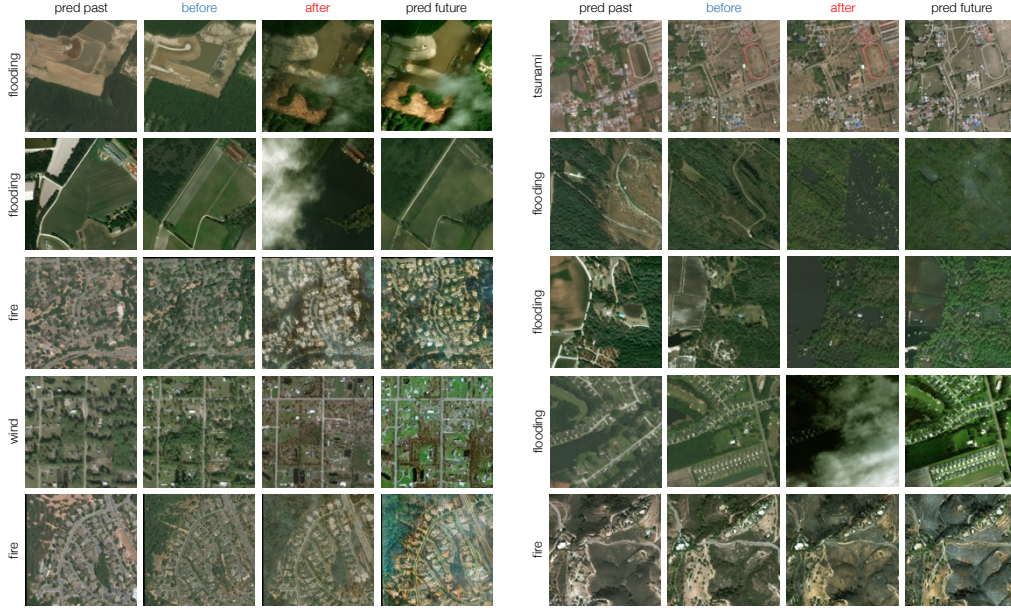 pred past before after pred future
flooding
flooding
fire
wind
fire
pred past before after pred future
tsunami
flooding
flooding
flooding
fire